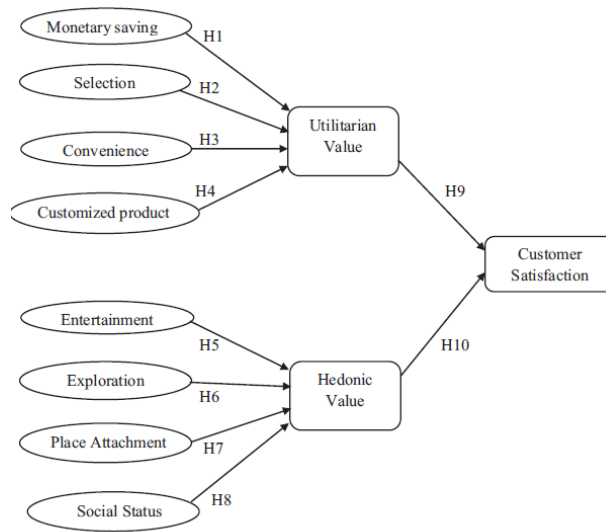 Monetary saving
H1
Selection
H2
Utilitarian
Value
Convenience
H3
H4
Customized product
H9
Customer
Satisfaction
Entertainment
H5
H10
Exploration
H6
Hedonic
Value
Place Attachment
H7
H8
Social Status